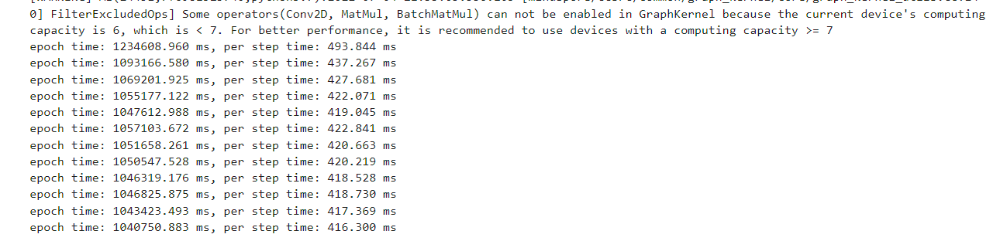 0] FilterExcludedOps] Some operators(Conv2D, MatMul, BatchMatMul) can not be enabled in GraphKernel because the current device's computing
capacity is 6, which is < 7. For better performance, it is recommended to use devices with a computing capacity >= 7
epoch time: 1234608.960 ms, per step time: 493.844 ms
epoch time: 1093166.580 ms, per step time: 437.267 ms
epoch time: 1069201.925 ms, per step time: 427.681 ms
epoch time: 1055177.122 ms, per step time: 422.071 ms
epoch time: 1047612.988 ms, per step time: 419.045 ms
epoch time: 1057103.672 ms, per step time: 422.841 ms
epoch time: 1051658.261 ms, per step time: 420.663 ms
epoch time: 1050547.528 ms, per step time: 420.219 ms
epoch time: 1046319.176 ms, per step time: 418.528 ms
epoch time: 1046825.875 ms, per step time: 418.730 ms
epoch time: 1043423.493 ms, per step time: 417.369 ms
epoch time: 1040750.883 ms, per step time: 416.300 ms